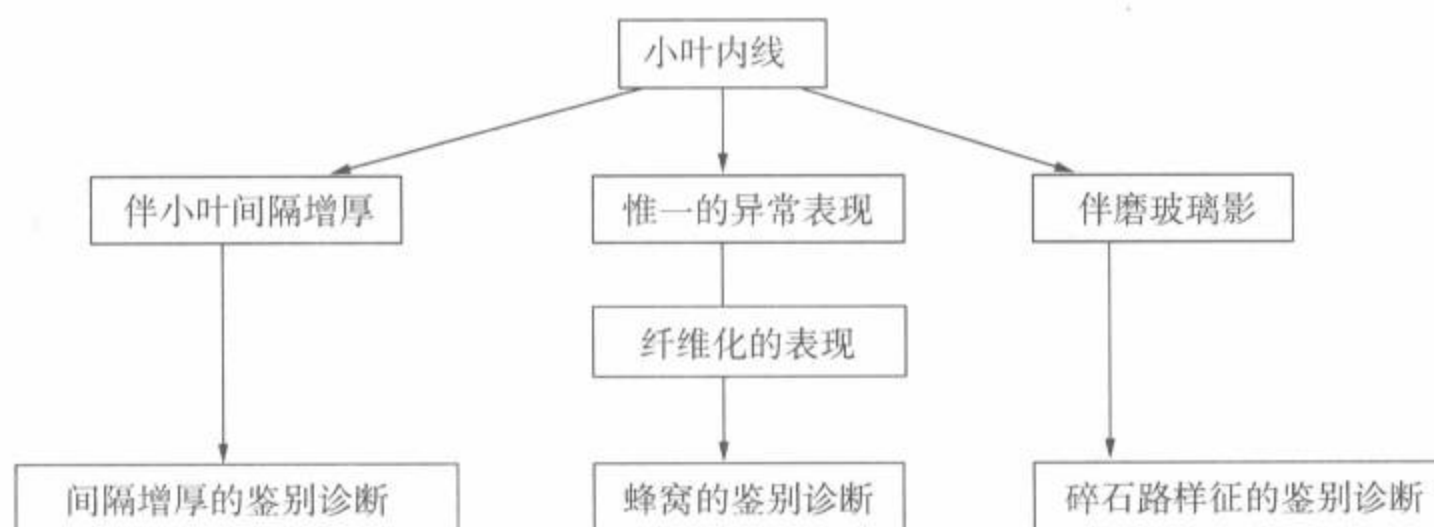 小叶内线
伴小叶间隔增厚
惟一的异常表现
伴磨玻璃影
纤维化的表现
间隔增厚的鉴别诊断
蜂窝的鉴别诊断
碎石路样征的鉴别诊断